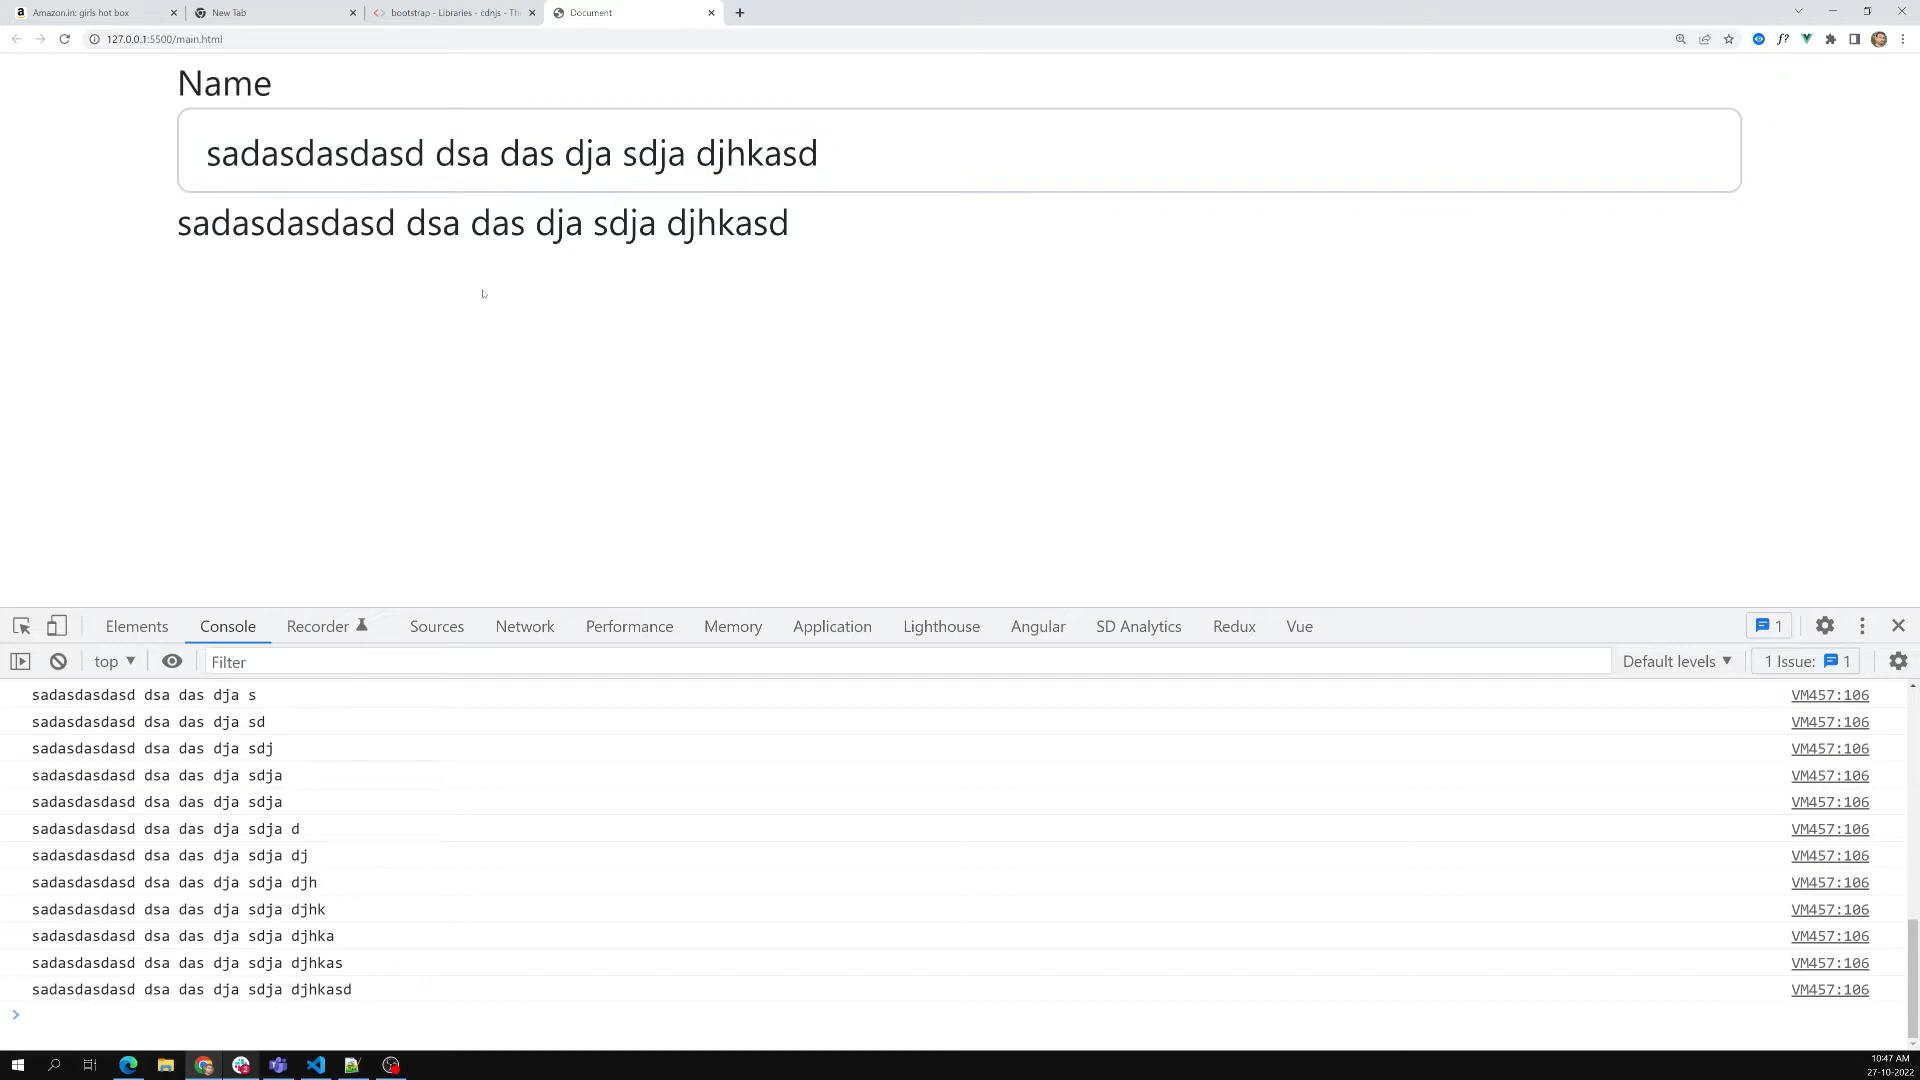 Amazon.in: girls hot box
New Tab
bootstrap - Libraries - cdnjs - Th
Document
127.0.0.1:5500/main.html
Name
sadasdasdasd dsa das dja sdja djhkasd
sadasdasdasd dsa das dja sdja djhkasd
Elements Console Recorder Sources Network Performance Memory Application Lighthouse Angular SD Analytics Redux Vue 1
top Filter Default levels 1 Issue: 1
sadasdasdasd dsa das dja s VM457:106
sadasdasdasd dsa das dja sd VM457:106
sadasdasdasd dsa das dja sdj VM457:106
sadasdasdasd dsa das dja sdja VM457:106
sadasdasdasd dsa das dja sdja VM457:106
sadasdasdasd dsa das dja sdja d VM457:106
sadasdasdasd dsa das dja sdja dj VM457:106
sadasdasdasd dsa das dja sdja djh VM457:106
sadasdasdasd dsa das dja sdja djhk VM457:106
sadasdasdasd dsa das dja sdja djhka VM457:106
sadasdasdasd dsa das dja sdja djhkas VM457:106
sadasdasdasd dsa das dja sdja djhkasd VM457:106
10:47 AM
27-10-2022